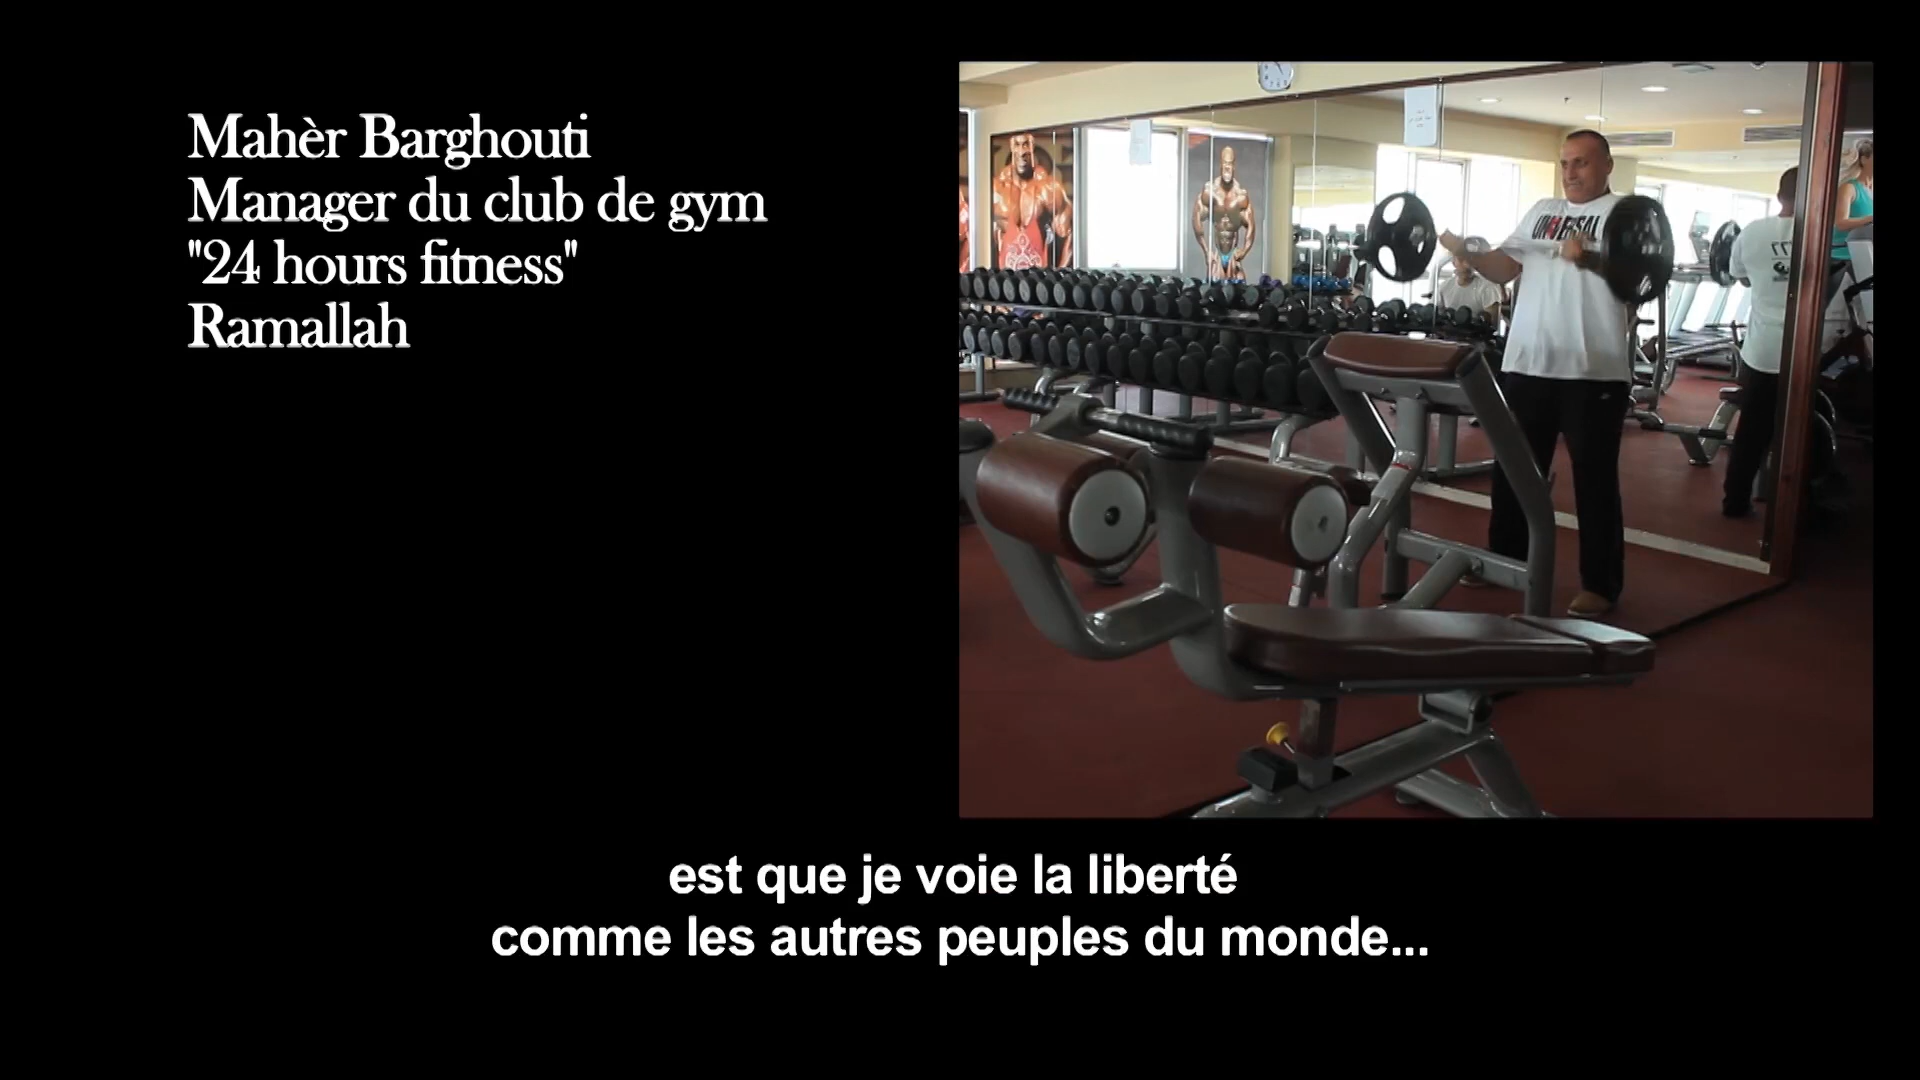 Mahèr Barghouti
Manager du club de gym
"24 hours fitness"
Ramallah
UNIVERSAL
est que je voie la liberté
comme les autres peuples du monde...